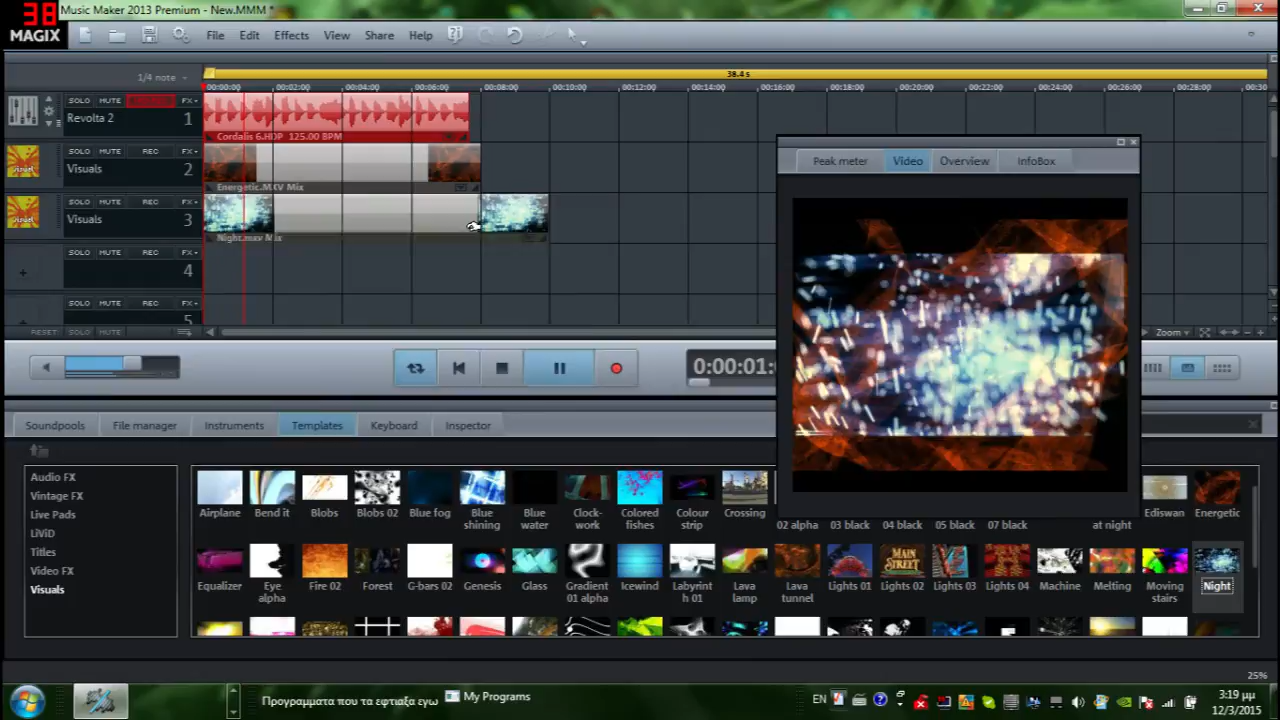 38
Music Maker 2013 Premium - New.MMM *
MAGIX
File Edit Effects View Share Help
1/4 note
38.4 s
00:00:00 00:02:00 00:04:00 00:06:00 00:08:00 00:10:00 00:12:00 00:14:00 00:16:00 00:18:00 00:20:00 00:22:00 00:24:00 00:26:00 00:28:00 00:30
SOLO MUTE FX
Revolta 2 1
Cordalis 6.HDP 125.00 BPM
SOLO MUTE REC FX
Visuals 2
Energetic.MXV Mix
SOLO MUTE REC FX
Visuals 3
Night.mxv Mix
SOLO MUTE REC FX
4
SOLO MUTE REC FX
5
RESET: SOLO MUTE
Zoom
Peak meter Video Overview InfoBox
0:00:01:
Soundpools File manager Instruments Templates Keyboard Inspector
Audio FX
Vintage FX
Live Pads
LiViD
Titles
Video FX
Visuals
Airplane Bend it Blobs Blobs 02 Blue fog Blue shining Blue water Clock-work Colored fishes Colour strip Crossing 02 alpha 03 black 04 black 05 black 07 black at night Ediswan Energetic
Equalizer Eye alpha Fire 02 Forest G-bars 02 Genesis Glass Gradient 01 alpha Icewind Labyrint h 01 Lava lamp Lava tunnel Lights 01 Lights 02 Lights 03 Lights 04 Machine Melting Moving stairs Night
MAIN STREET
25%
Προγραμματα που τα εφτιαξα εγω
My Programs
EN
3:19 μμ
12/3/2015